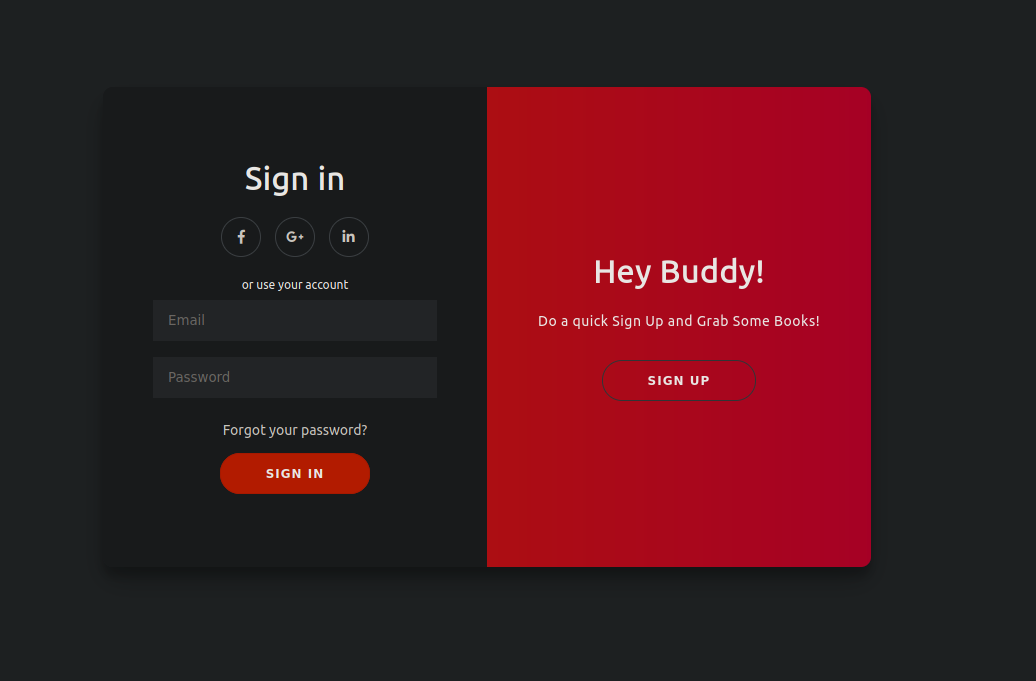 Sign in
f
G+
in
or use your account
Email
Password
Forgot your password?
SIGN IN
Hey Buddy!
Do a quick Sign Up and Grab Some Books!
SIGN UP